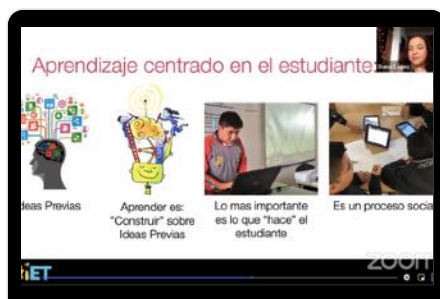 Aprendizaje centrado en el estudiante:
deas Previas
Aprender es:
"Construir" sobre
Ideas Previas
Lo mas importante
es lo que "hace" el
estudiante
Es un proceso socia
iET
zoom